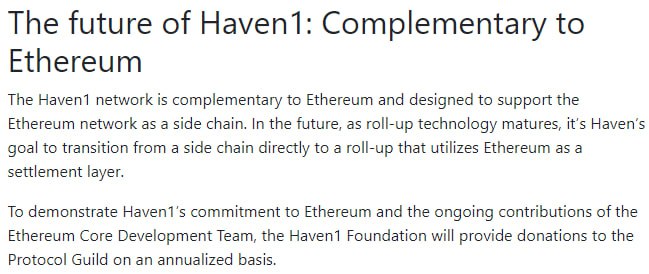 The future of Haven1: Complementary to
Ethereum
The Haven1 network is complementary to Ethereum and designed to support the
Ethereum network as a side chain. In the future, as roll-up technology matures, it’s Haven’s
goal to transition from a side chain directly to a roll-up that utilizes Ethereum as a
settlement layer.
To demonstrate Haven1’s commitment to Ethereum and the ongoing contributions of the
Ethereum Core Development Team, the Haven1 Foundation will provide donations to the
Protocol Guild on an annualized basis.